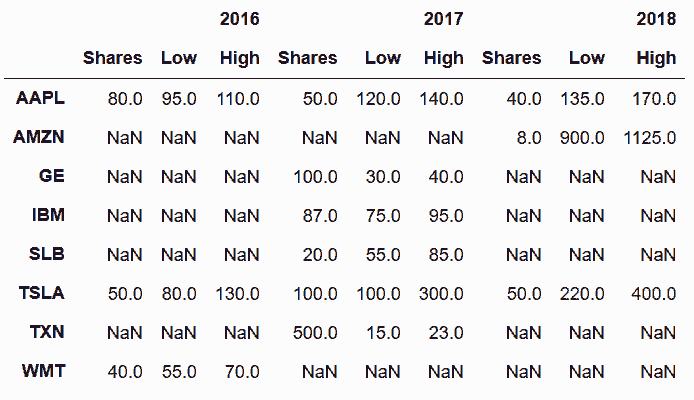 2016 2017 2018
Shares Low High Shares Low High Shares Low High
AAPL 80.0 95.0 110.0 50.0 120.0 140.0 40.0 135.0 170.0
AMZN NaN NaN NaN NaN NaN NaN 8.0 900.0 1125.0
GE NaN NaN NaN 100.0 30.0 40.0 NaN NaN NaN
IBM NaN NaN NaN 87.0 75.0 95.0 NaN NaN NaN
SLB NaN NaN NaN 20.0 55.0 85.0 NaN NaN NaN
TSLA 50.0 80.0 130.0 100.0 100.0 300.0 50.0 220.0 400.0
TXN NaN NaN NaN 500.0 15.0 23.0 NaN NaN NaN
WMT 40.0 55.0 70.0 NaN NaN NaN NaN NaN NaN